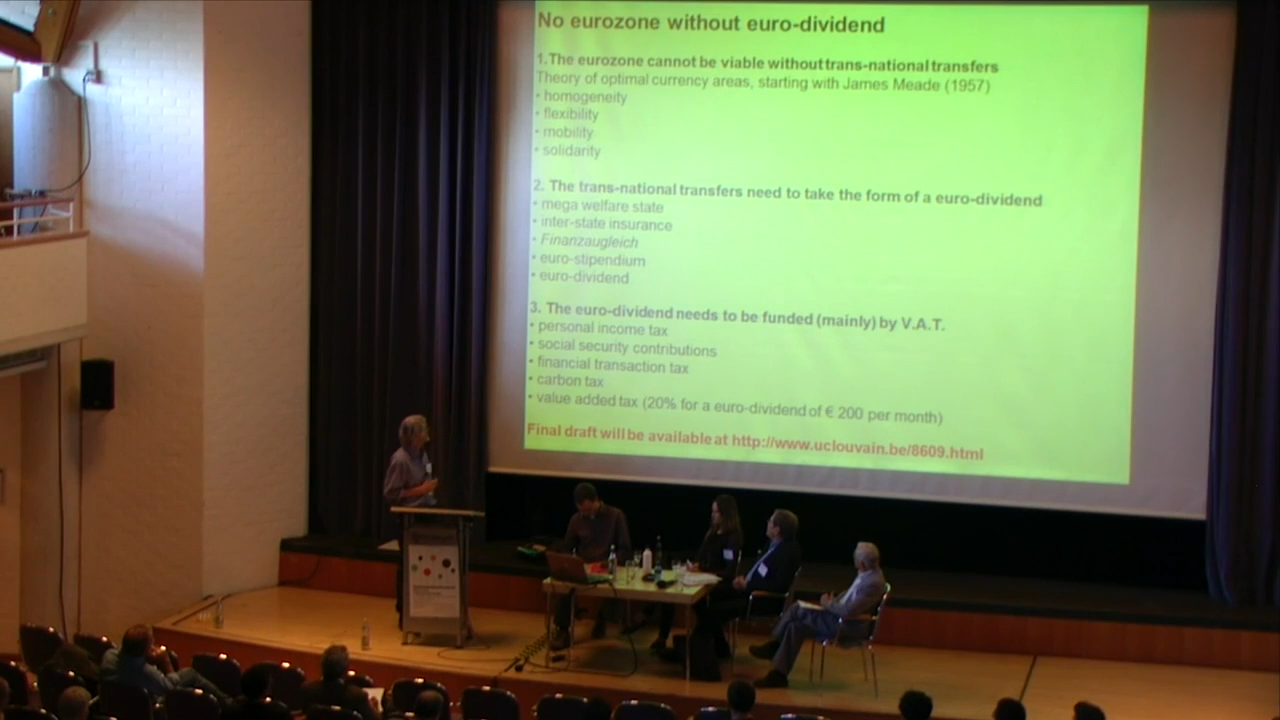 No eurozone without euro-dividend
1.The eurozone cannot be viable without trans-national transfers
Theory of optimal currency areas, starting with James Meade (1957)
• homogeneity
• flexibility
• mobility
• solidarity
2. The trans-national transfers need to take the form of a euro-dividend
• mega welfare state
• inter-state insurance
• Finanzaugleich
• euro-stipendium
• euro-dividend
3. The euro-dividend needs to be funded (mainly) by V.A.T.
• personal income tax
• social security contributions
• financial transaction tax
• carbon tax
• value added tax (20% for a euro-dividend of € 200 per month)
Final draft will be available at http://www.uclouvain.be/8609.html